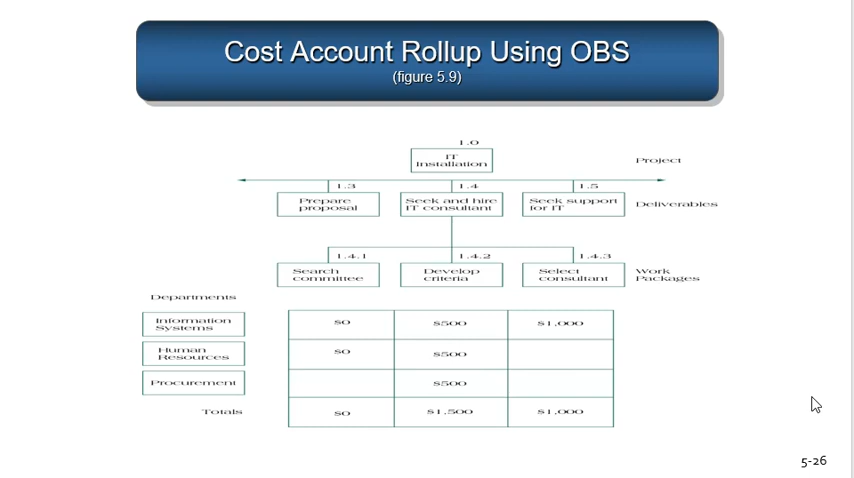 Cost Account Rollup Using OBS
(figure 5.9)
1.0
IT
Installation
Project
1.3
1.4
1.5
Prepare
proposal
Seek and hire
IT consultant
Seek support
for IT
Deliverables
1.4.1
1.4.2
1.4.3
Search
committee
Develop
criteria
Select
consultant
Work
Packages
Departments
Information
Systems
$0
$500
$1,000
Human
Resources
$0
$500
Procurement
$500
Totals
$0
$1,500
$1,000
5-26